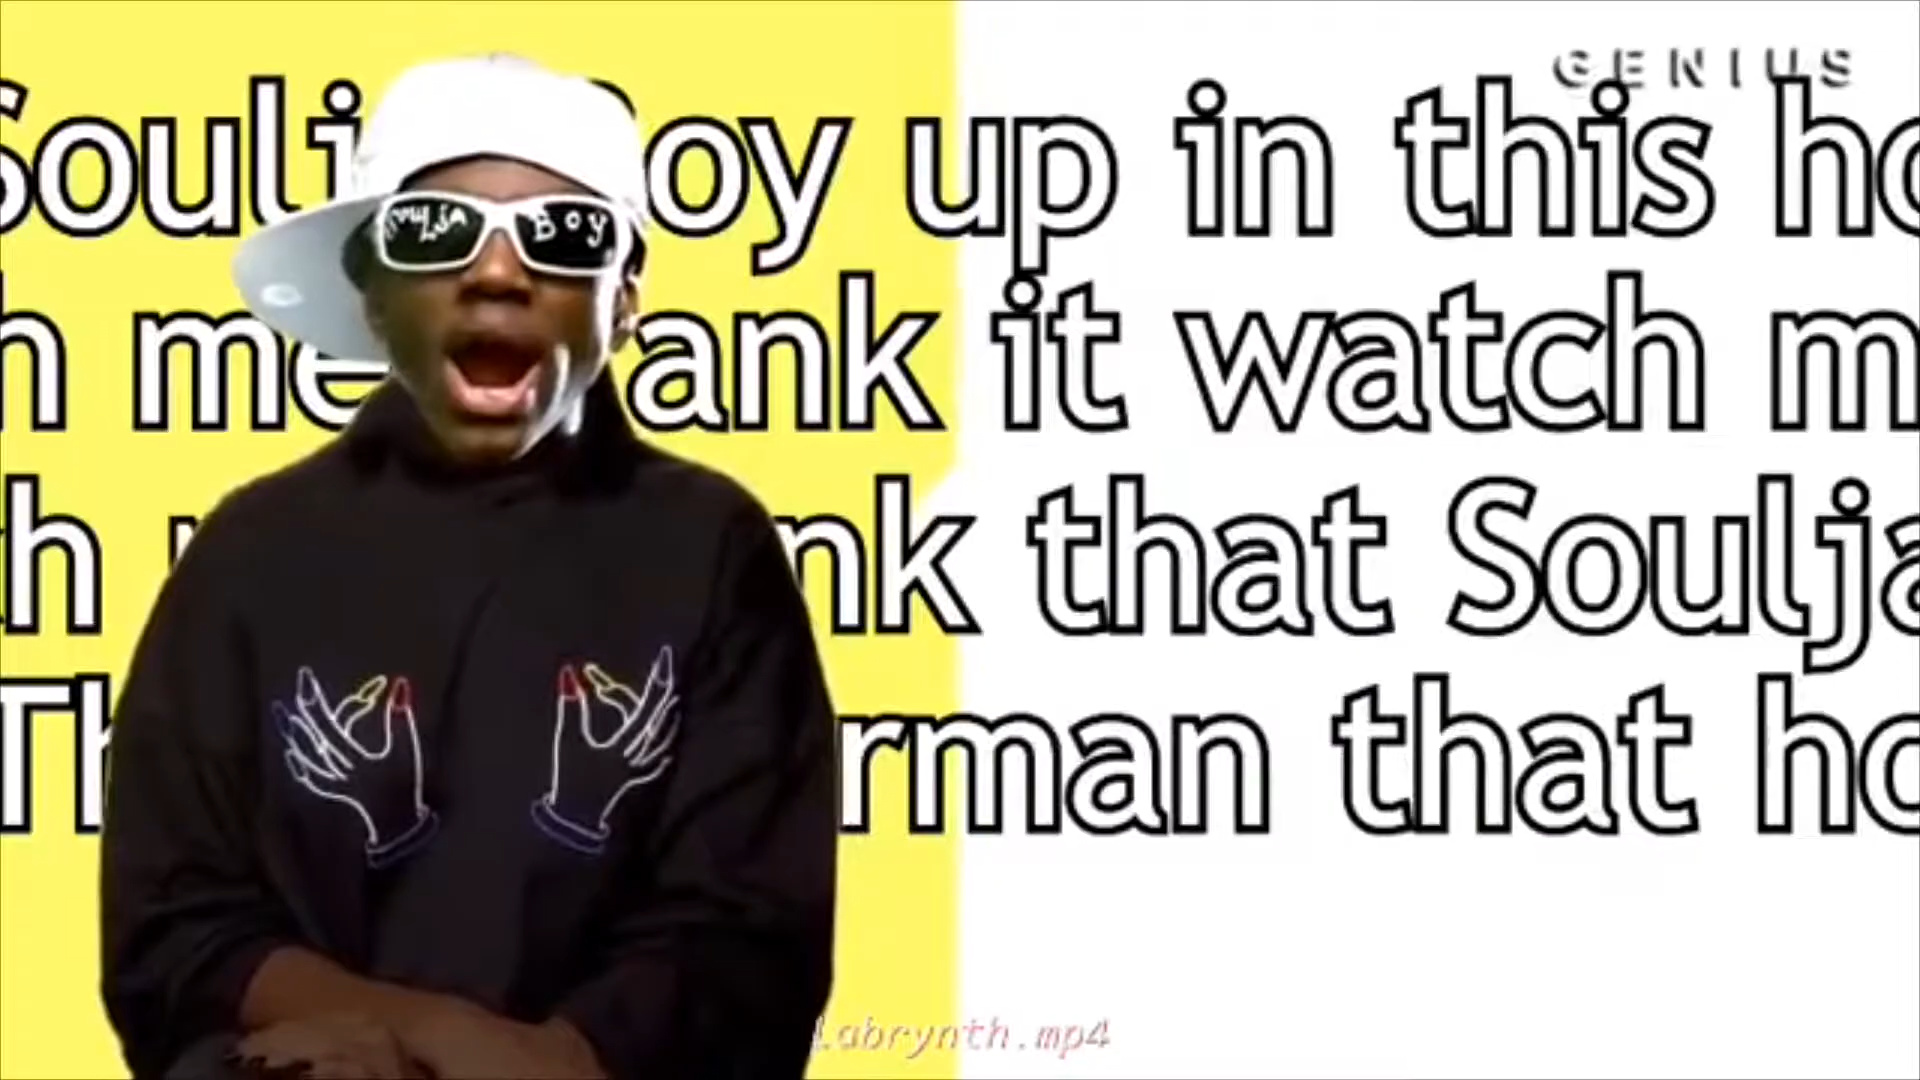 GENIUS
Soulj Boy up in this ho
h me ank it watch m
h nk that Soulja
Th rman that ho
Soulja Boy
Labrynth.mp4